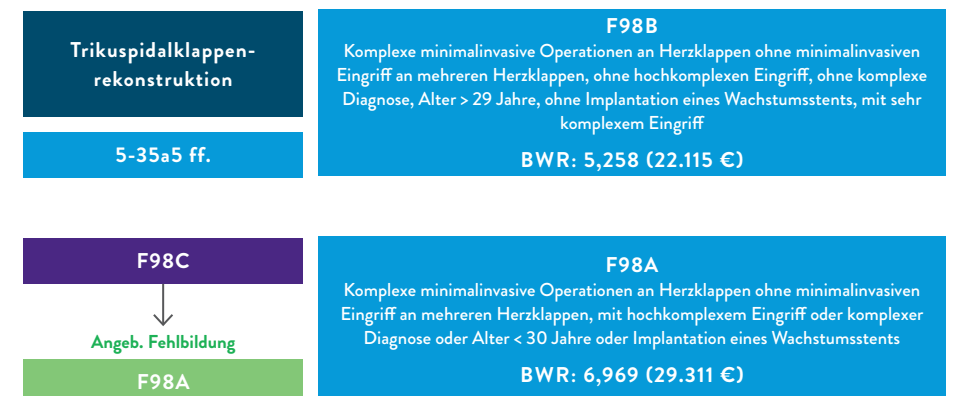 Trikuspidalklappen-
rekonstruktion
5-35a5 ff.
F98B
Komplexe minimalinvasive Operationen an Herzklappen ohne minimalinvasiven
Eingriff an mehreren Herzklappen, ohne hochkomplexen Eingriff, ohne komplexe
Diagnose, Alter > 29 Jahre, ohne Implantation eines Wachstumsstents, mit sehr
komplexem Eingriff
BWR: 5,258 (22.115 €)
F98C
Angeb. Fehlbildung
F98A
F98A
Komplexe minimalinvasive Operationen an Herzklappen ohne minimalinvasiven
Eingriff an mehreren Herzklappen, mit hochkomplexem Eingriff oder komplexer
Diagnose oder Alter < 30 Jahre oder Implantation eines Wachstumsstents
BWR: 6,969 (29.311 €)